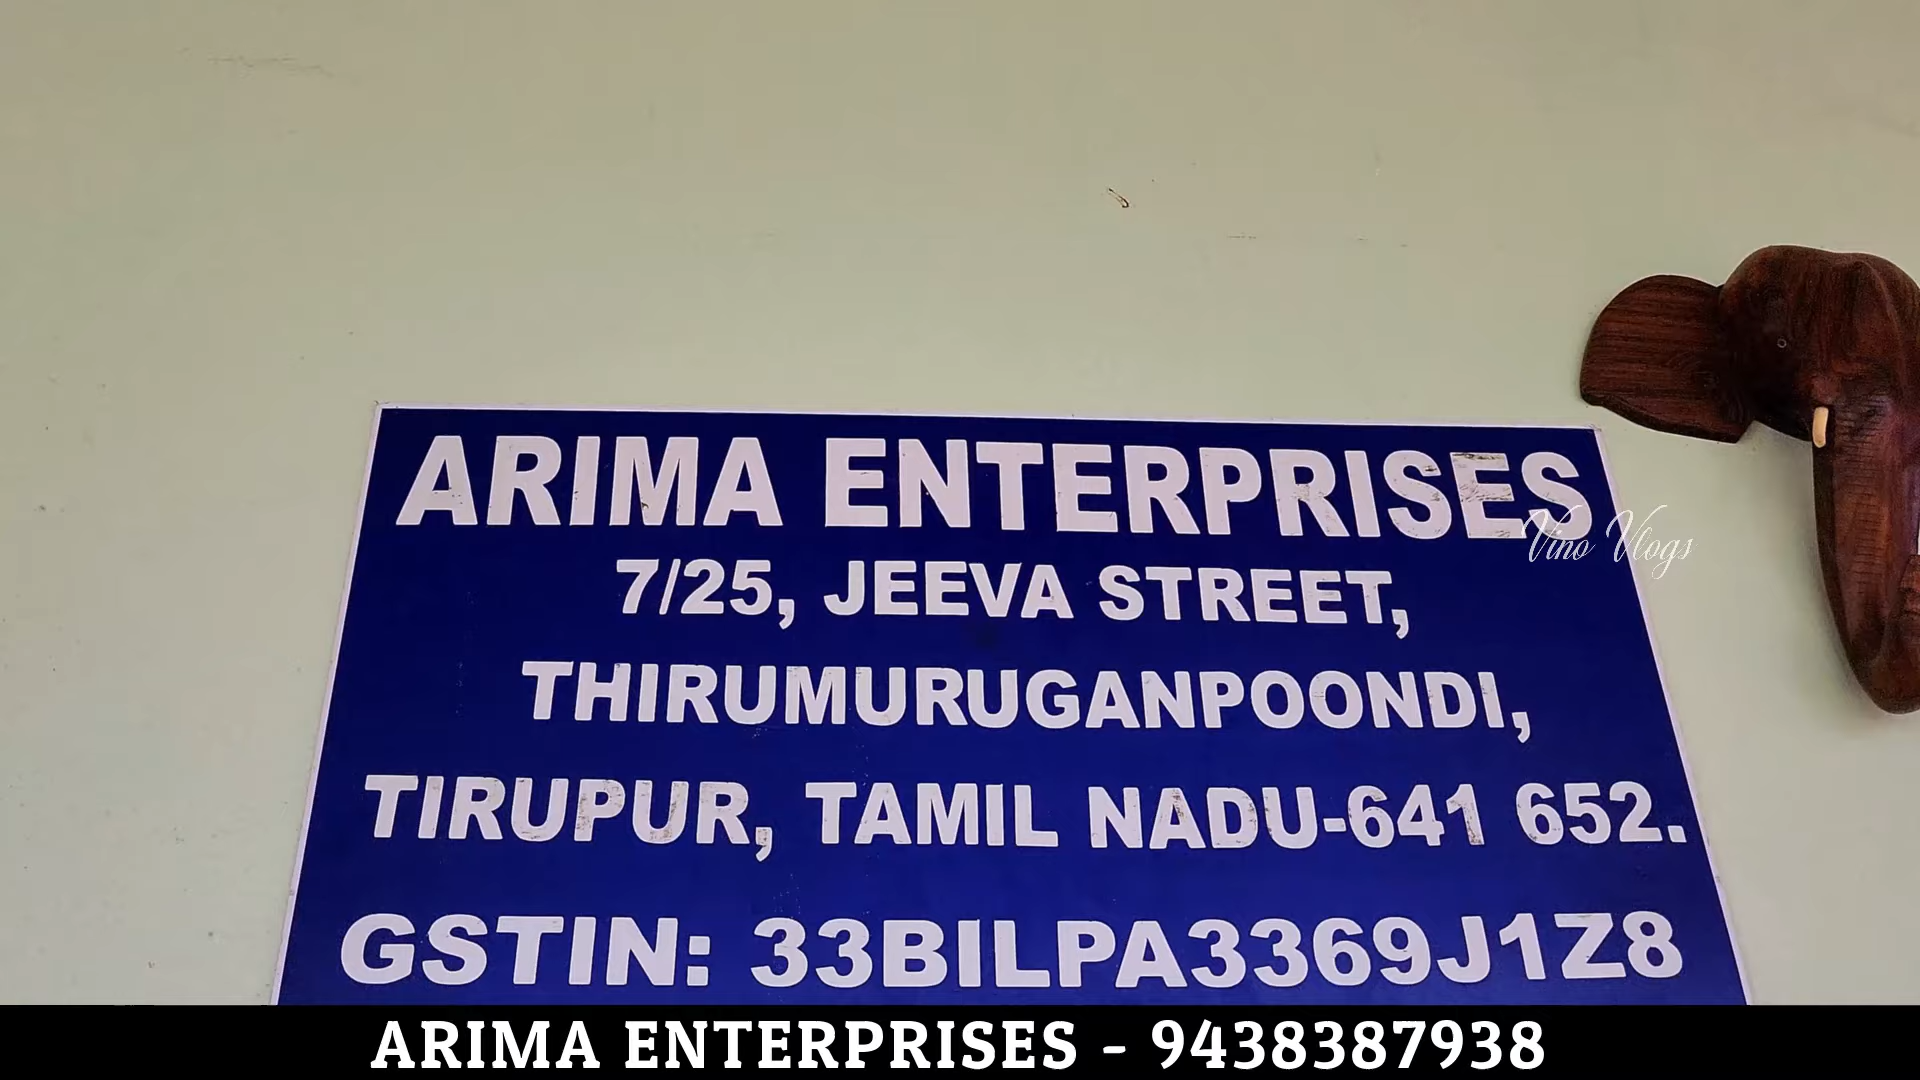 ARIMA ENTERPRISES
Vino Vlogs
7/25, JEEVA STREET,
THIRUMURUGANPOONDI,
TIRUPUR, TAMIL NADU-641 652.
GSTIN: 33BILPA3369J1Z8
ARIMA ENTERPRISES - 9438387938